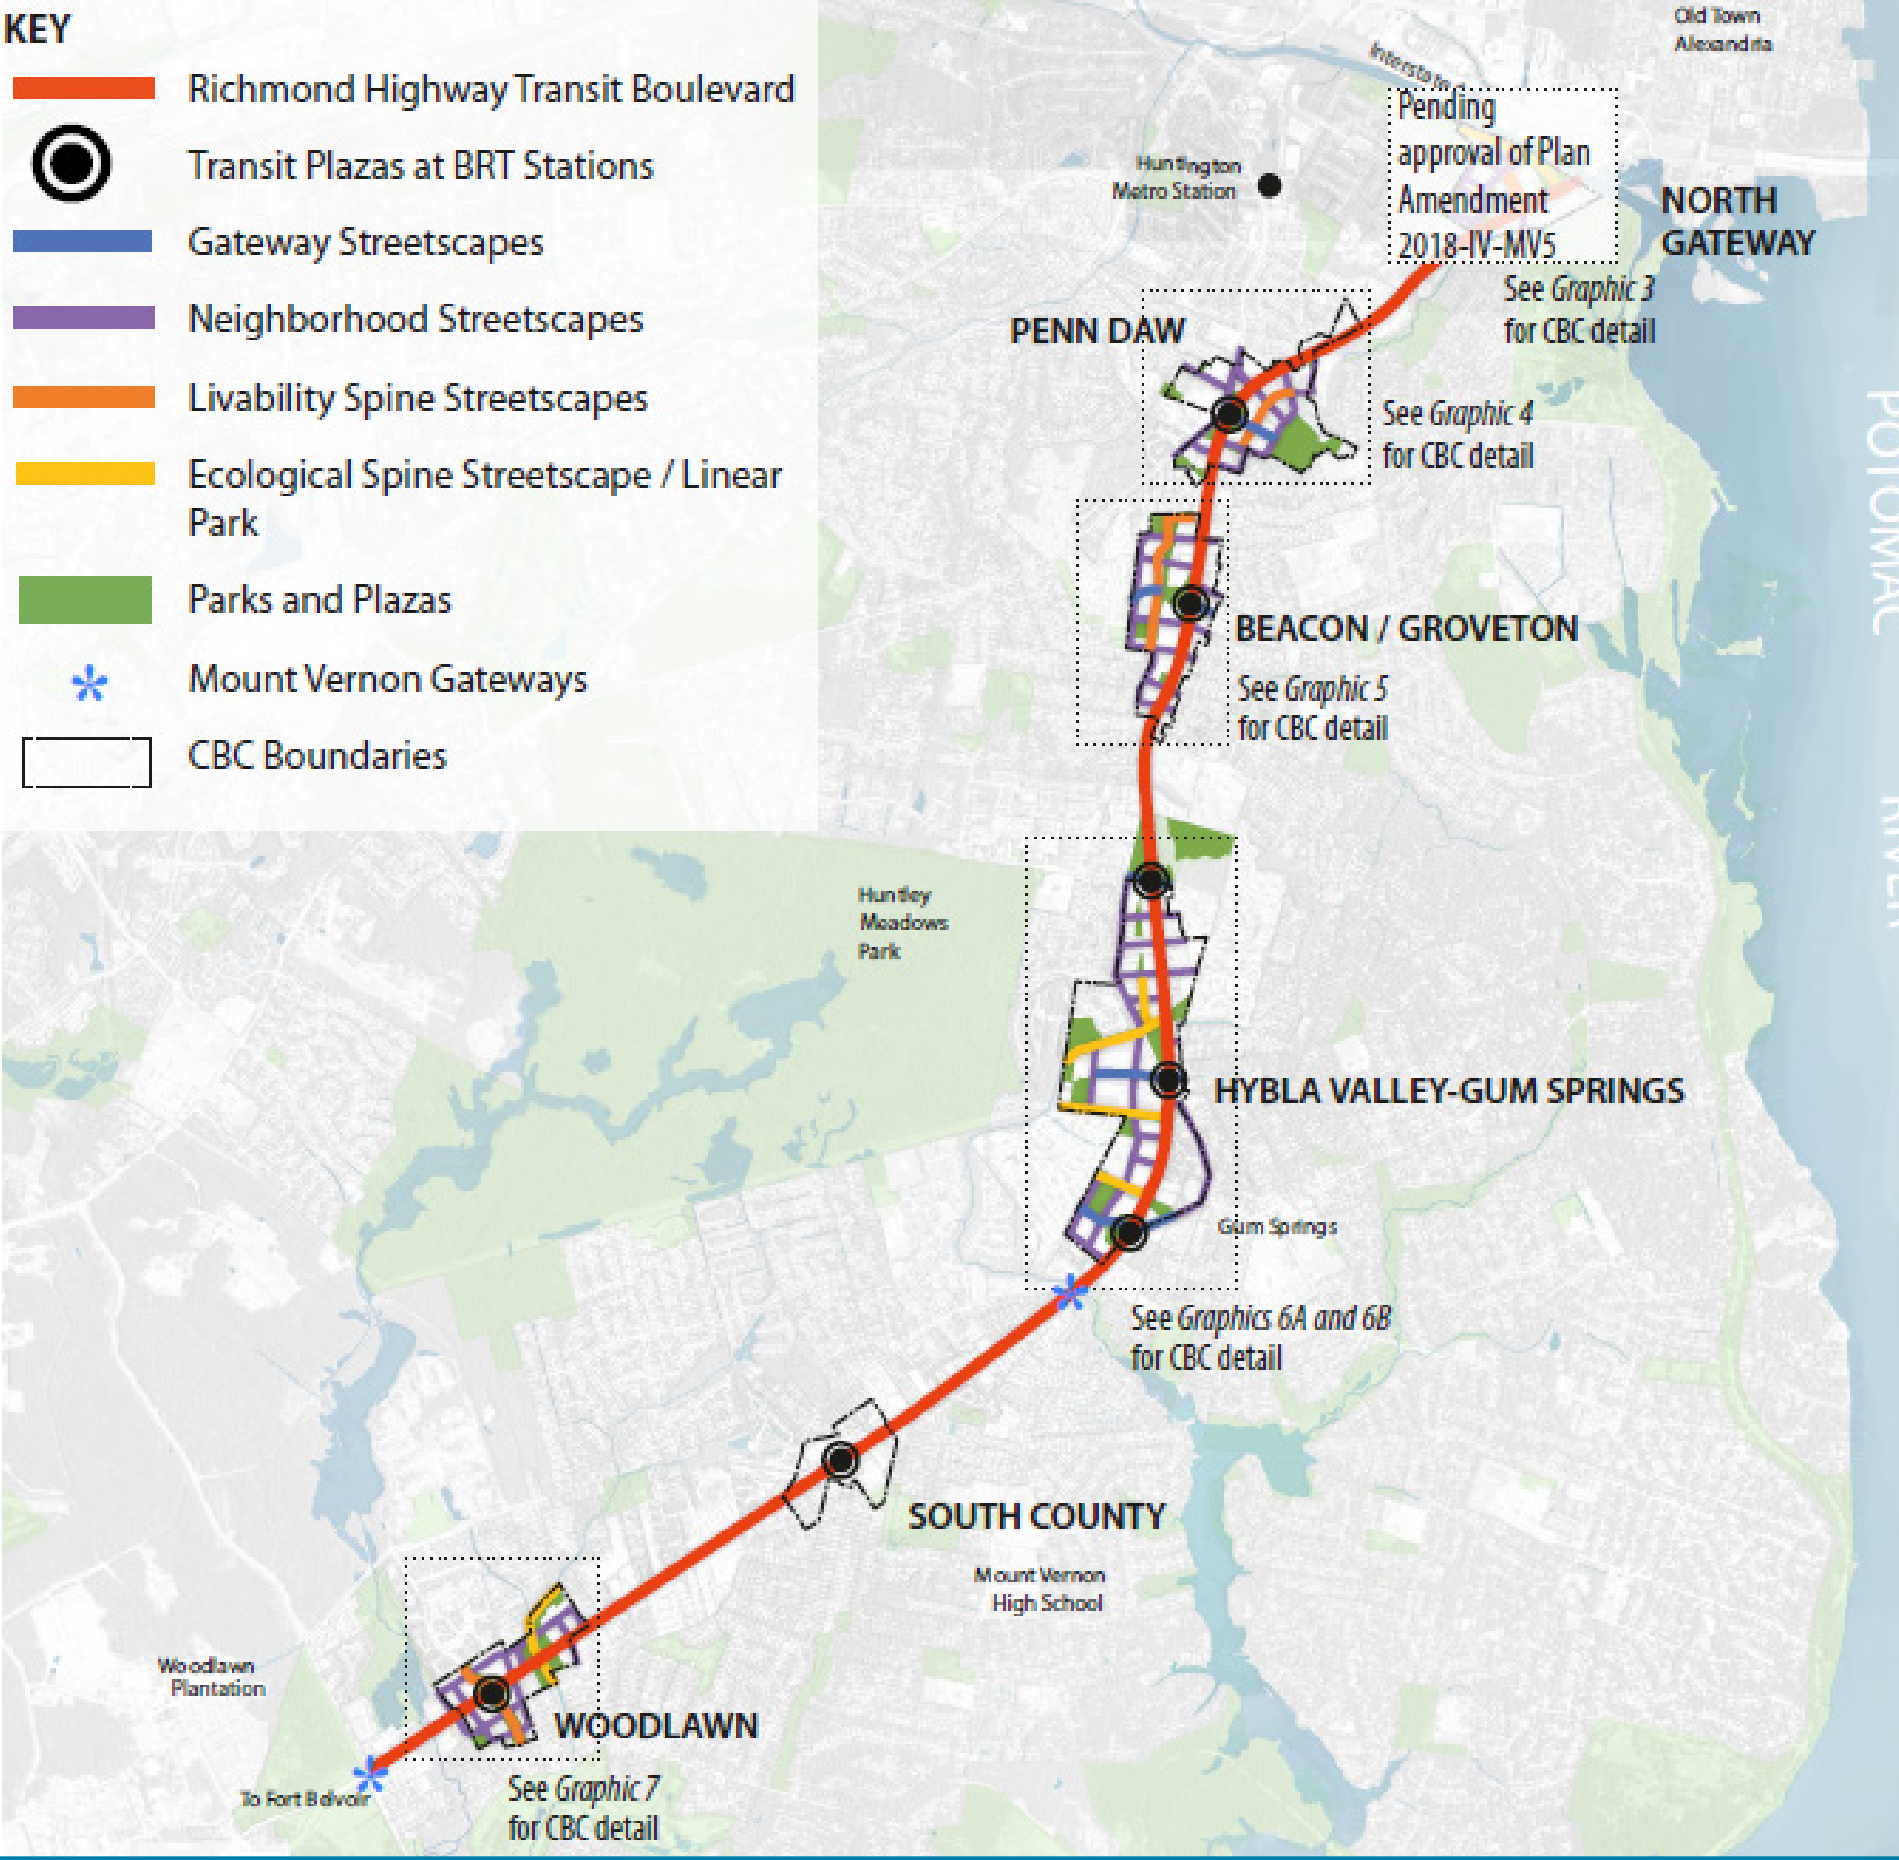 KEY
Richmond Highway Transit Boulevard
Transit Plazas at BRT Stations
Gateway Streetscapes
Neighborhood Streetscapes
Livability Spine Streetscapes
Ecological Spine Streetscape / Linear
Park
Parks and Plazas
Mount Vernon Gateways
CBC Boundaries
Old Town
Alexandria
Interstate
Pending
approval of Plan
Amendment
2018-IV-MV5
Huntington
Metro Station
NORTH
GATEWAY
See Graphic 3
for CBC detail
PENN DAW
See Graphic 4
for CBC detail
BEACON / GROVETON
See Graphic 5
for CBC detail
POTOMAC
RIVER
Huntley
Meadows
Park
HYBLA VALLEY-GUM SPRINGS
Gum Springs
See Graphics 6A and 6B
for CBC detail
SOUTH COUNTY
Mount Vernon
High School
Woodlawn
Plantation
WOODLAWN
To Fort Belvoir
See Graphic 7
for CBC detail